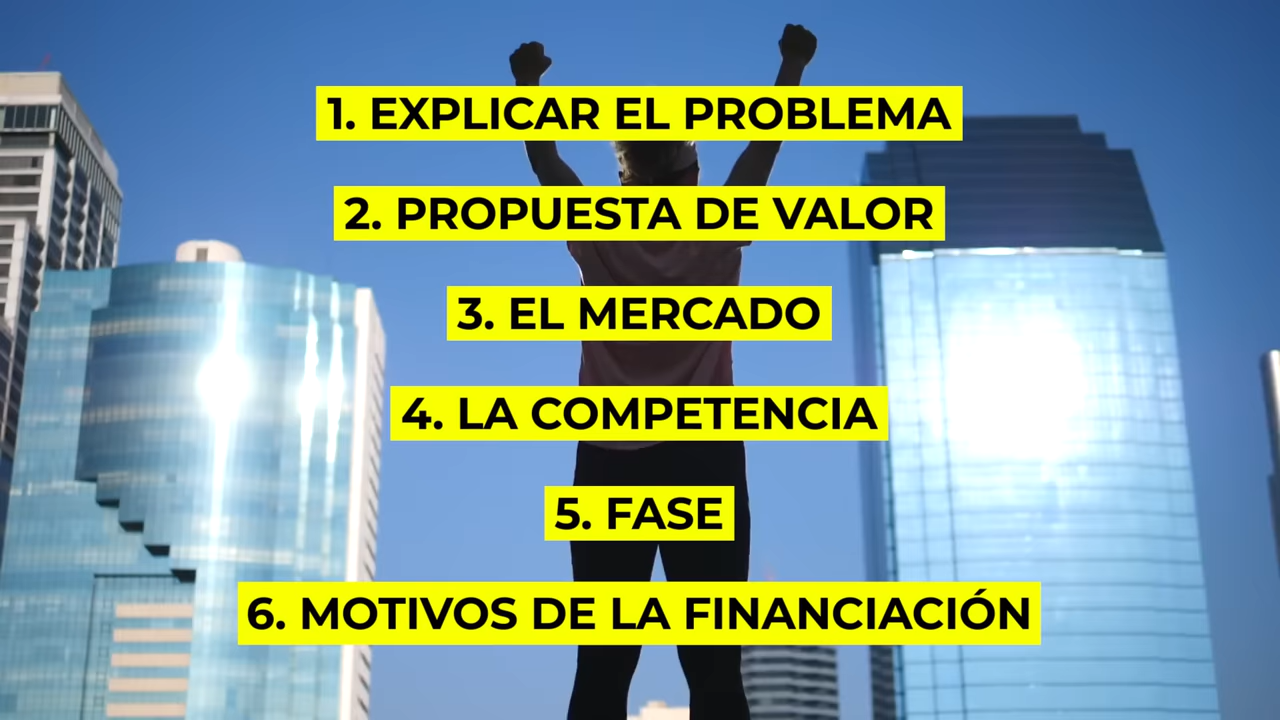 1. EXPLICAR EL PROBLEMA
2. PROPUESTA DE VALOR
3. EL MERCADO
4. LA COMPETENCIA
5. FASE
6. MOTIVOS DE LA FINANCIACIÓN